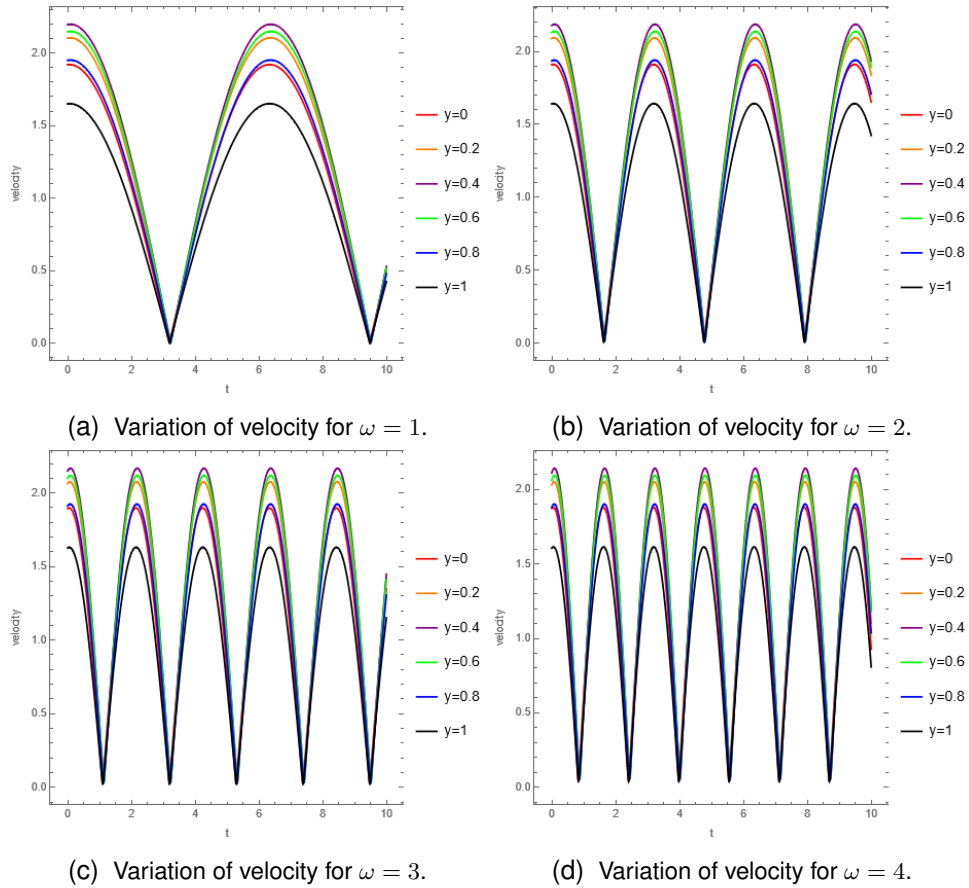 2.0
1.5
1.0
0.5
0.0
velocity
0 2 4 6 8 10
t
y=0
y=0.2
y=0.4
y=0.6
y=0.8
y=1
(a) Variation of velocity for ω = 1.
2.0
1.5
1.0
0.5
0.0
velocity
0 2 4 6 8 10
t
y=0
y=0.2
y=0.4
y=0.6
y=0.8
y=1
(b) Variation of velocity for ω = 2.
2.0
1.5
1.0
0.5
0.0
velocity
0 2 4 6 8 10
t
y=0
y=0.2
y=0.4
y=0.6
y=0.8
y=1
(c) Variation of velocity for ω = 3.
2.0
1.5
1.0
0.5
0.0
velocity
0 2 4 6 8 10
t
y=0
y=0.2
y=0.4
y=0.6
y=0.8
y=1
(d) Variation of velocity for ω = 4.